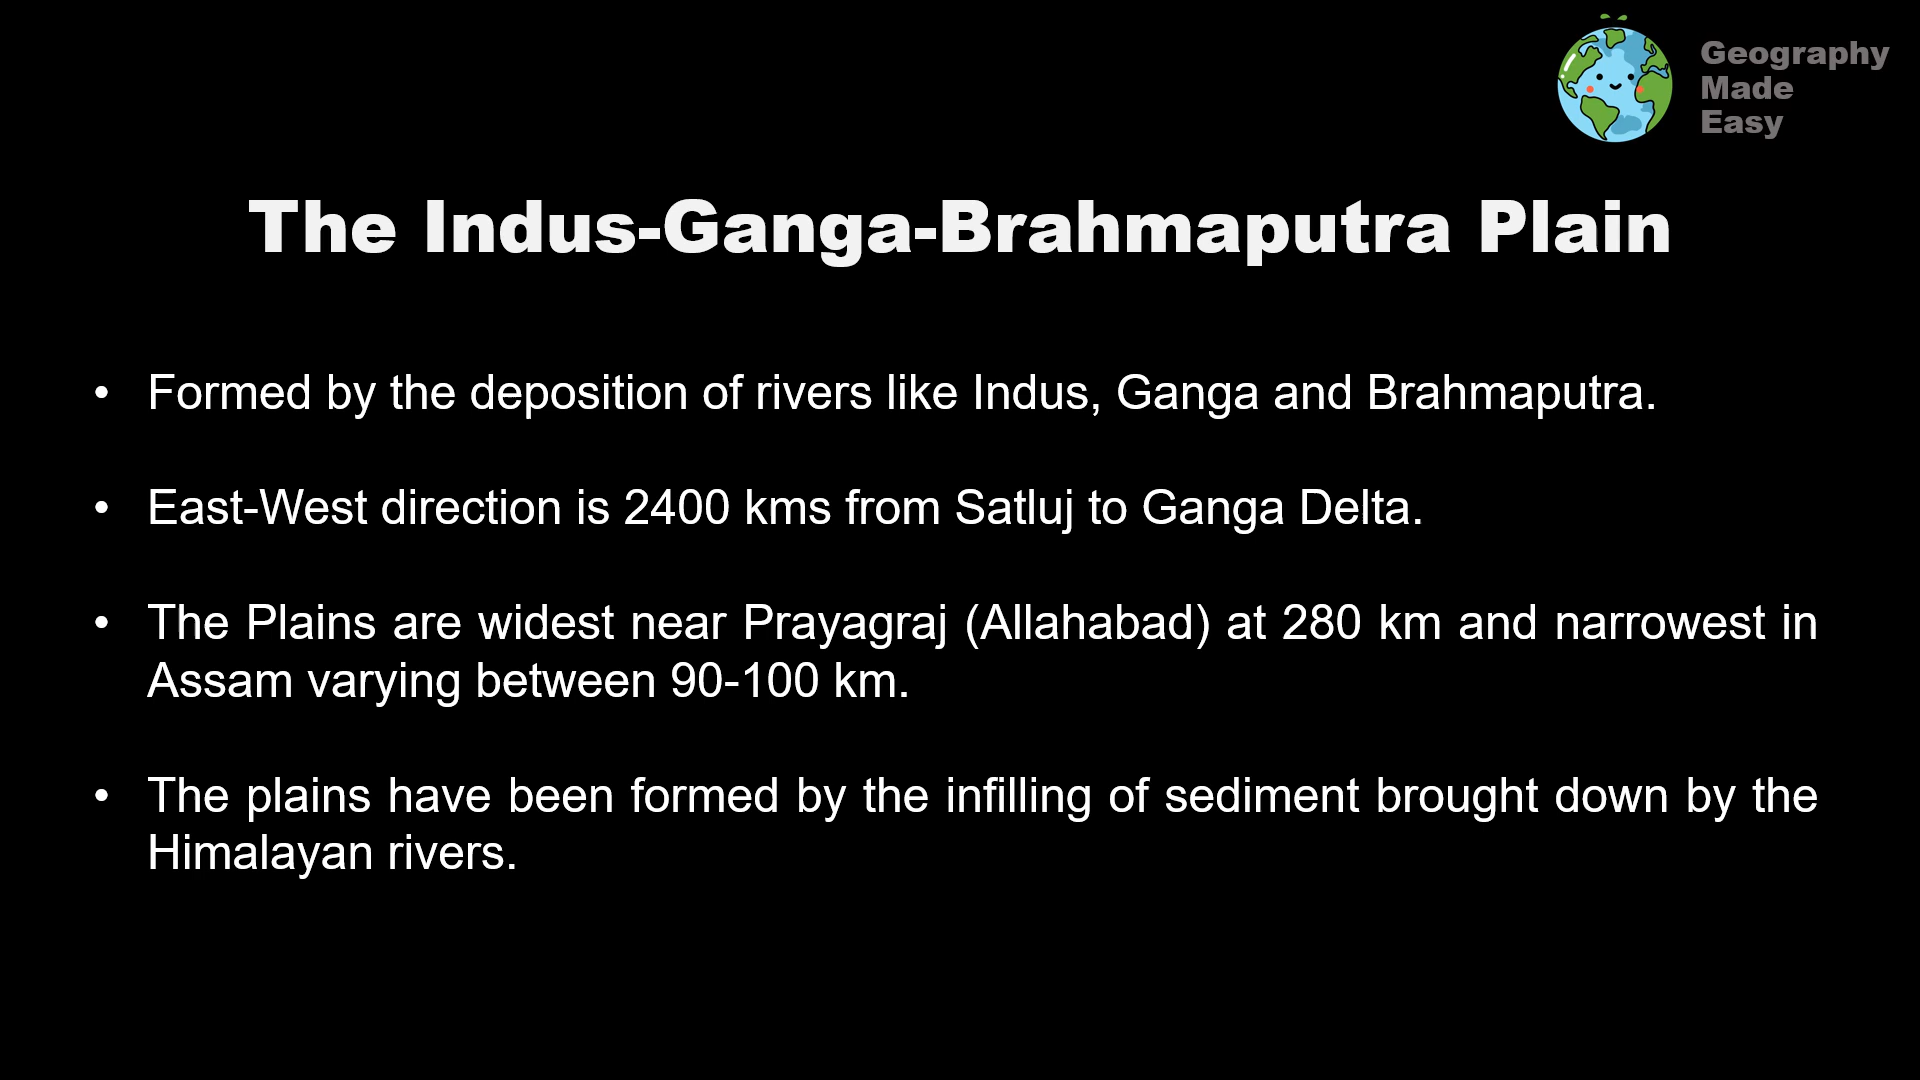 Geography
Made
Easy
The Indus-Ganga-Brahmaputra Plain
• Formed by the deposition of rivers like Indus, Ganga and Brahmaputra.
• East-West direction is 2400 kms from Satluj to Ganga Delta.
• The Plains are widest near Prayagraj (Allahabad) at 280 km and narrowest in
Assam varying between 90-100 km.
• The plains have been formed by the infilling of sediment brought down by the
Himalayan rivers.